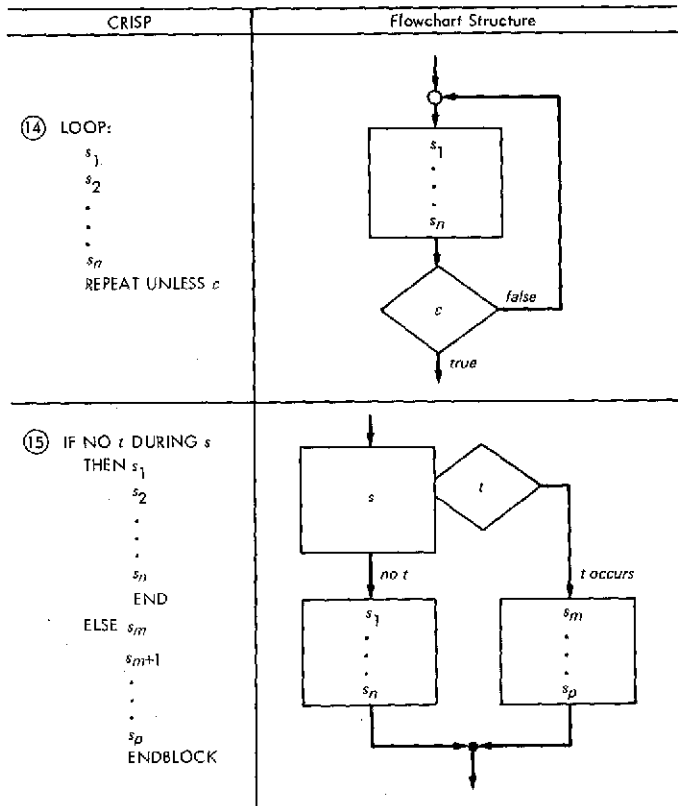 CRISP
Flowchart Structure
14 LOOP:
s1
s2
.
.
.
sn
REPEAT UNLESS c
s1
.
.
.
sn
c
false
true
15 IF NO t DURING s
THEN s1
s2
.
.
.
sn
END
ELSE sm
sm+1
.
.
.
sp
ENDBLOCK
s
t
no t
t occurs
s1
.
.
.
sn
sm
.
.
.
sp